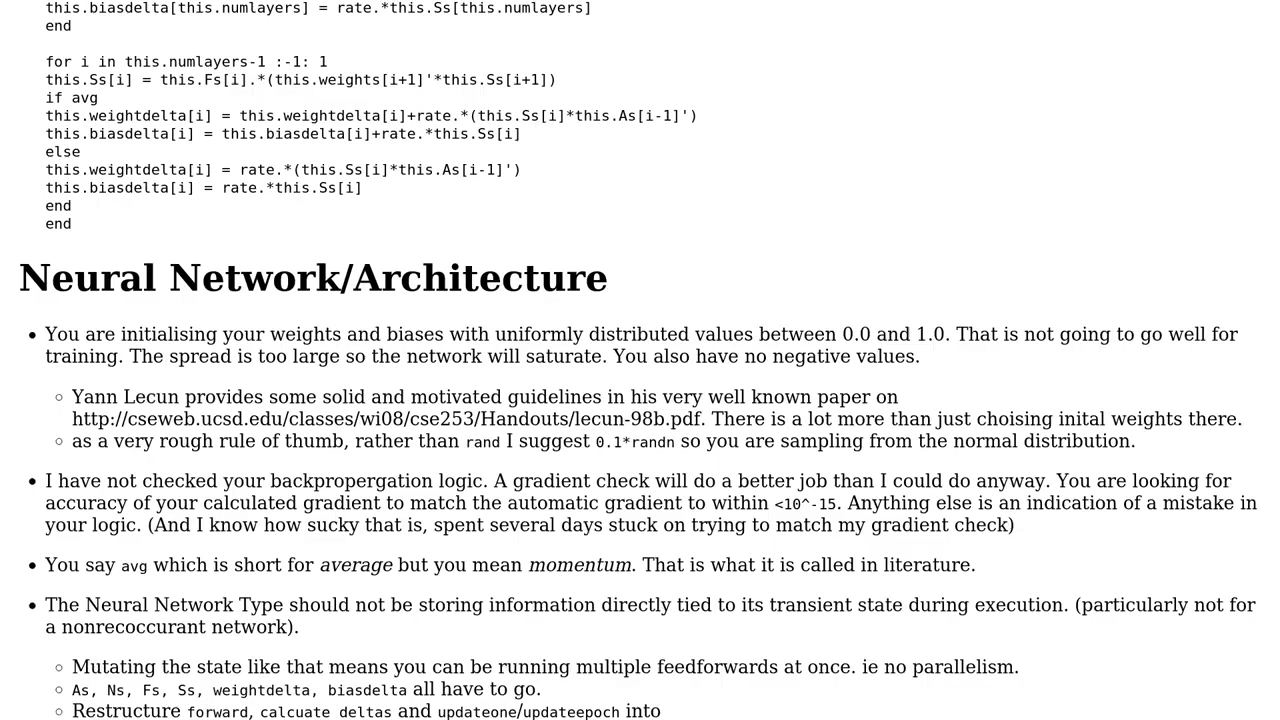 this.biasdelta[this.numlayers] = rate.*this.Ss[this.numlayers]
end
for i in this.numlayers-1 :-1: 1
this.Ss[i] = this.Fs[i].*(this.weights[i+1]'*this.Ss[i+1])
if avg
this.weightdelta[i] = this.weightdelta[i]+rate.*(this.Ss[i]*this.As[i-1]')
this.biasdelta[i] = this.biasdelta[i]+rate.*this.Ss[i]
else
this.weightdelta[i] = rate.*(this.Ss[i]*this.As[i-1]')
this.biasdelta[i] = rate.*this.Ss[i]
end
end
Neural Network/Architecture
• You are initialising your weights and biases with uniformly distributed values between 0.0 and 1.0. That is not going to go well for
training. The spread is too large so the network will saturate. You also have no negative values.
◦ Yann Lecun provides some solid and motivated guidelines in his very well known paper on
http://cseweb.ucsd.edu/classes/wi08/cse253/Handouts/lecun-98b.pdf. There is a lot more than just choising inital weights there.
◦ as a very rough rule of thumb, rather than rand I suggest 0.1*randn so you are sampling from the normal distribution.
• I have not checked your backpropergation logic. A gradient check will do a better job than I could do anyway. You are looking for
accuracy of your calculated gradient to match the automatic gradient to within <10^-15. Anything else is an indication of a mistake in
your logic. (And I know how sucky that is, spent several days stuck on trying to match my gradient check)
• You say avg which is short for average but you mean momentum. That is what it is called in literature.
• The Neural Network Type should not be storing information directly tied to its transient state during execution. (particularly not for
a nonrecoccurant network).
◦ Mutating the state like that means you can be running multiple feedforwards at once. ie no parallelism.
◦ As, Ns, Fs, Ss, weightdelta, biasdelta all have to go.
◦ Restructure forward, calcuate deltas and updateone/updateepoch into